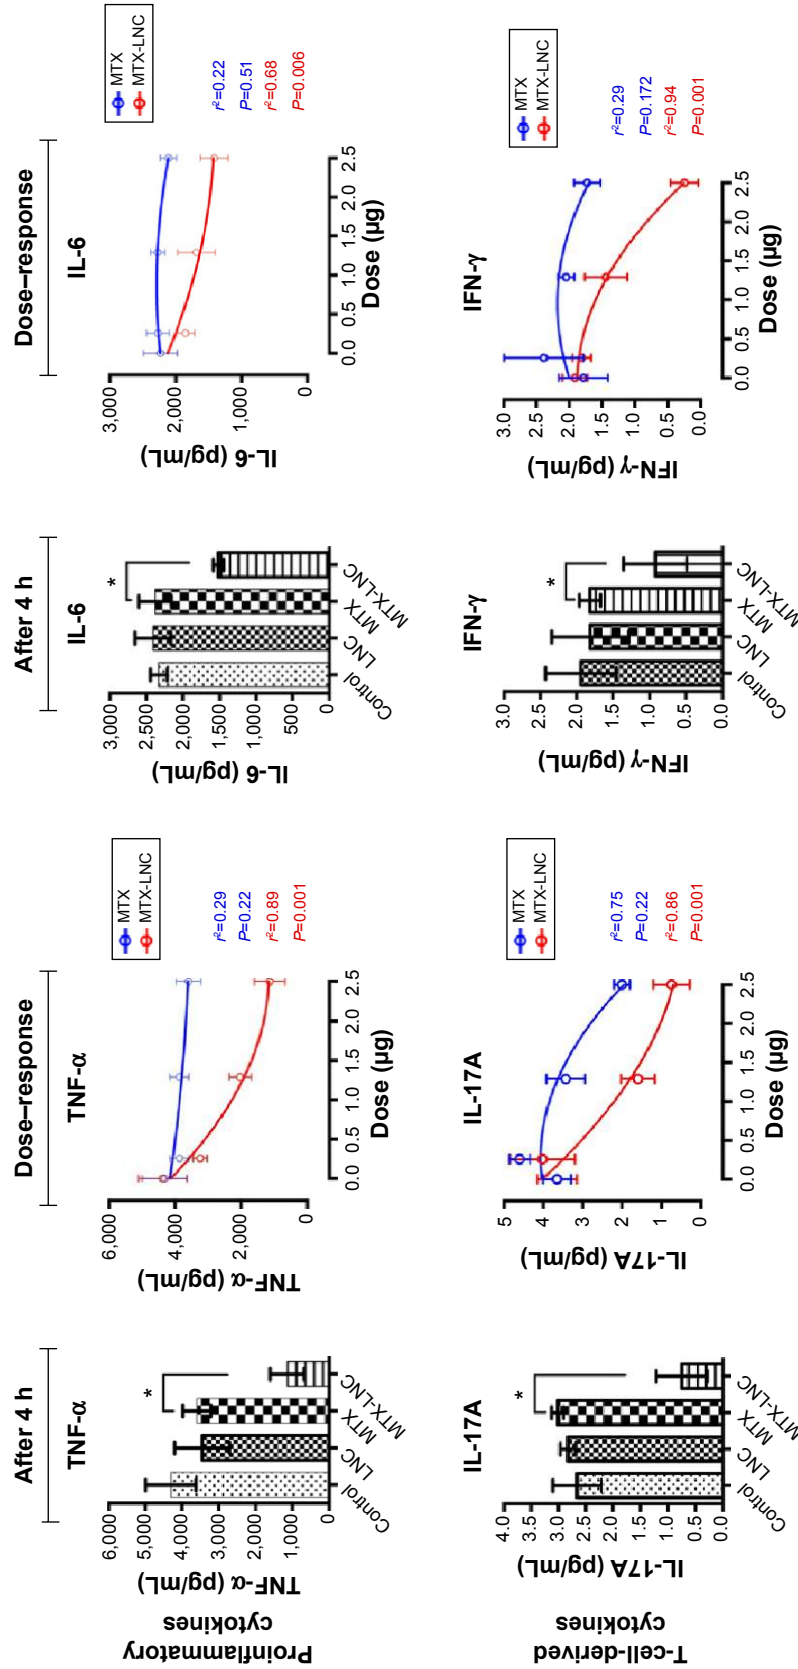 After 4 h
Dose–response
After 4 h
Dose–response
Proinflammatory
cytokines
TNF-α
TNF-α (pg/mL)
6,000
5,000
4,000
3,000
2,000
1,000
0
Control
LNC
MTX
MTX-LNC
*
TNF-α
TNF-α (pg/mL)
6,000
4,000
2,000
0
0.0
0.5
1.0
1.5
2.0
2.5
Dose (μg)
MTX
MTX-LNC
r²=0.29
P=0.22
r²=0.89
P=0.001
IL-6
IL-6 (pg/mL)
3,000
2,500
2,000
1,500
1,000
500
0
Control
LNC
MTX
MTX-LNC
*
IL-6
IL-6 (pg/mL)
3,000
2,000
1,000
0
0.0
0.5
1.0
1.5
2.0
2.5
Dose (μg)
MTX
MTX-LNC
r²=0.22
P=0.51
r²=0.68
P=0.006
T-cell-derived
cytokines
IL-17A
IL-17A (pg/mL)
4.0
3.5
3.0
2.5
2.0
1.5
1.0
0.5
0.0
Control
LNC
MTX
MTX-LNC
*
IL-17A
IL-17A (pg/mL)
5
4
3
2
1
0
0.0
0.5
1.0
1.5
2.0
2.5
Dose (μg)
MTX
MTX-LNC
r²=0.75
P=0.22
r²=0.86
P=0.001
IFN-γ
IFN-γ (pg/mL)
3.0
2.5
2.0
1.5
1.0
0.5
0.0
Control
LNC
MTX
MTX-LNC
*
IFN-γ
IFN-γ (pg/mL)
3.0
2.5
2.0
1.5
1.0
0.5
0.0
0.0
0.5
1.0
1.5
2.0
2.5
Dose (μg)
MTX
MTX-LNC
r²=0.29
P=0.172
r²=0.94
P=0.001